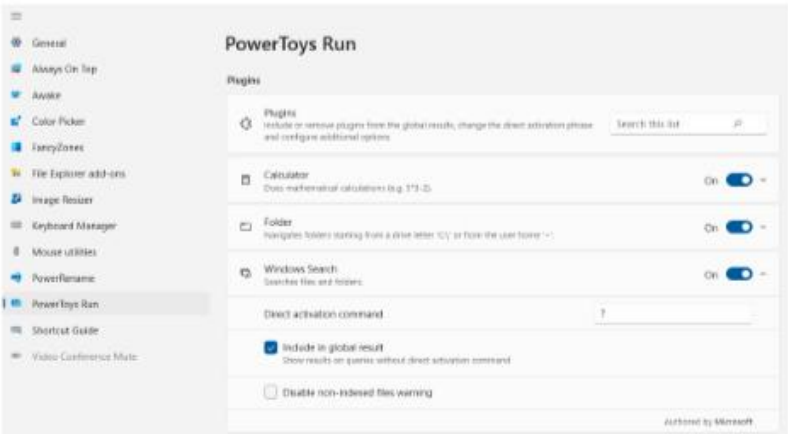 General
Always On Top
Awake
Color Picker
FancyZones
File Explorer add-ons
Image Resizer
Keyboard Manager
Mouse utilities
PowerRename
PowerToys Run
Shortcut Guide
Video Conference Mute
PowerToys Run
Plugins
Plugins
Include or remove plugins from the global results, change the direct activation phrase
and configure additional options
Search this list
Calculator
Does mathematical calculations (e.g. 5*3-2).
On
Folder
Navigates folders starting from a drive letter 'C:\' or from the user home '~'.
On
Windows Search
Searches files and folders.
On
Direct activation command
?
Include in global result
Show results on queries without direct activation command
Disable non-indexed files warning
Authored by Microsoft